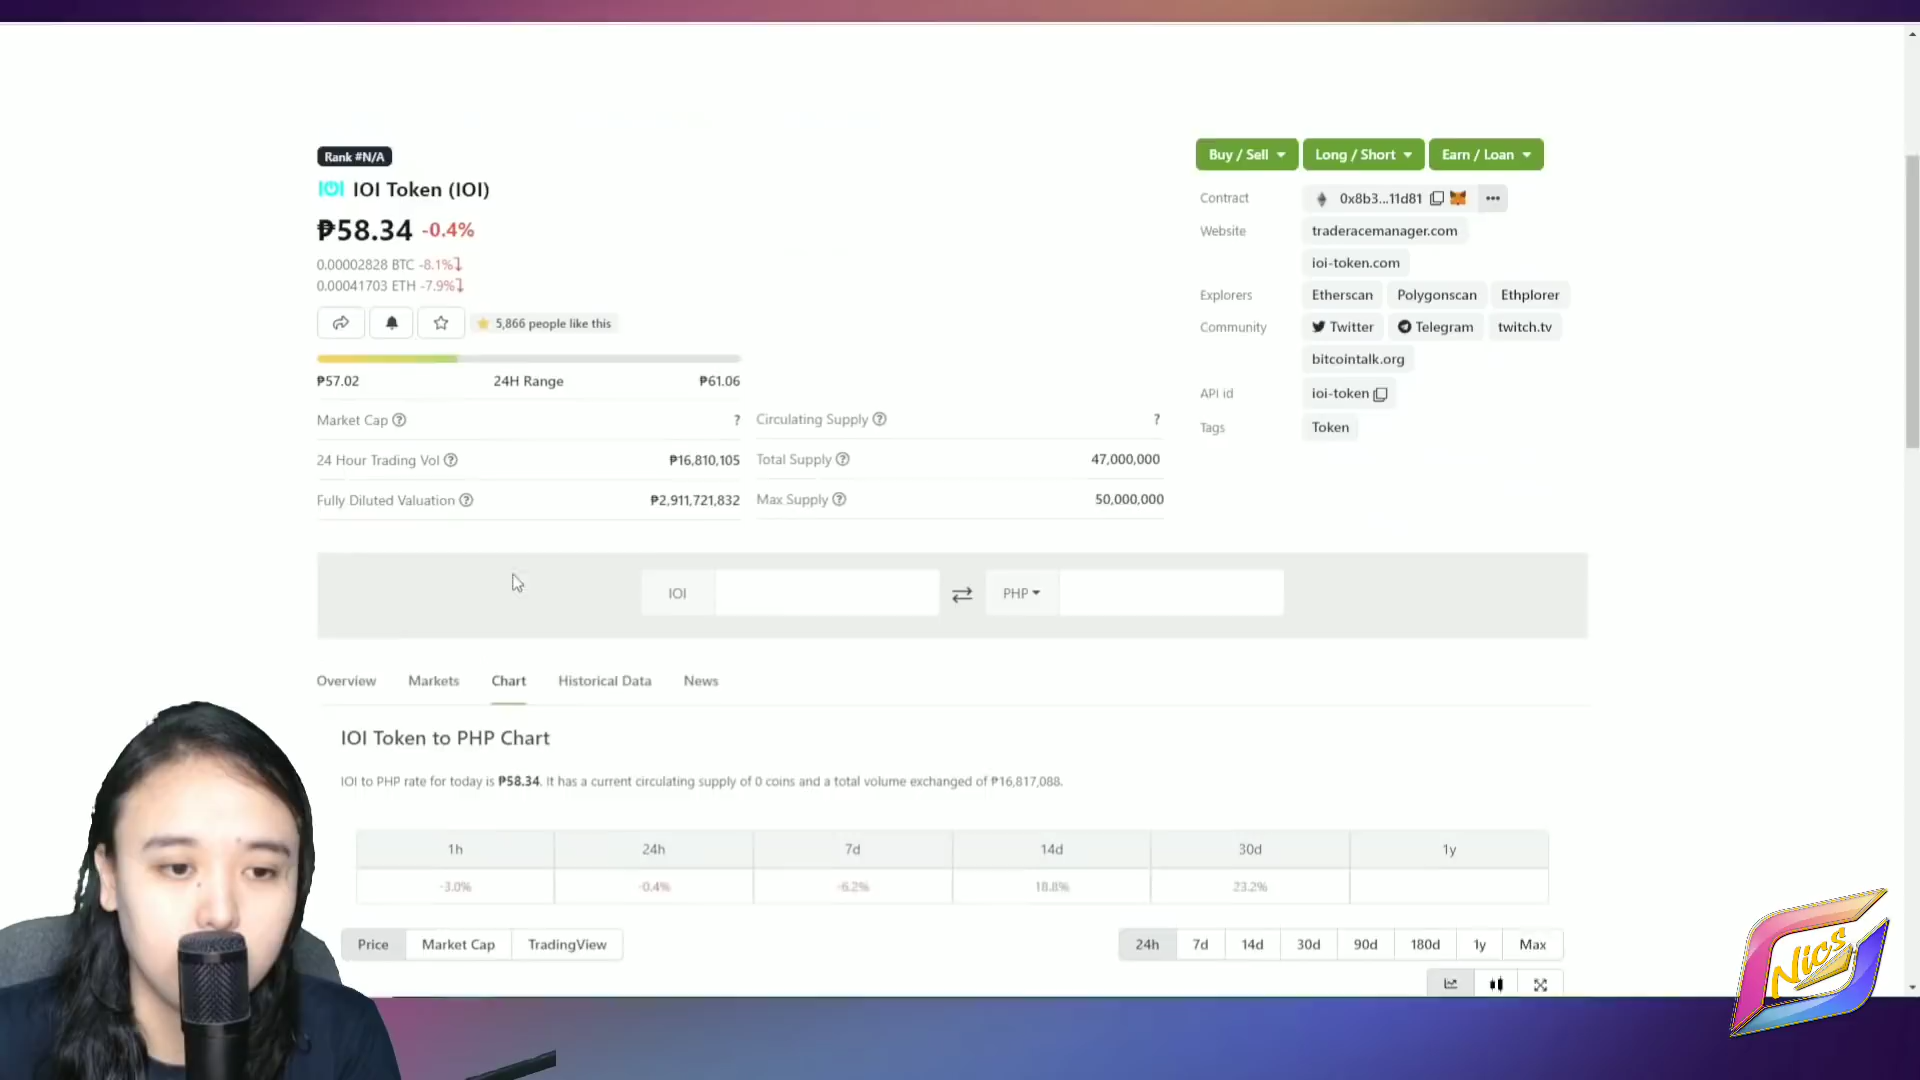 Rank #N/A
IOI IOI Token (IOI)
₱58.34 -0.4%
0.00002828 BTC -8.1%
0.00041703 ETH -7.9%
5,866 people like this
₱57.02 24H Range ₱61.06
Market Cap ?
24 Hour Trading Vol ₱16,810,105
Fully Diluted Valuation ₱2,911,721,832
Circulating Supply ?
Total Supply 47,000,000
Max Supply 50,000,000
Buy / Sell Long / Short Earn / Loan
Contract 0x8b3...11d81
Website traderacemanager.com
ioi-token.com
Explorers Etherscan Polygonscan Ethplorer
Community Twitter Telegram twitch.tv
bitcointalk.org
API id ioi-token
Tags Token
IOI PHP
Overview Markets Chart Historical Data News
IOI Token to PHP Chart
IOI to PHP rate for today is ₱58.34. It has a current circulating supply of 0 coins and a total volume exchanged of ₱16,817,088.
1h 24h 7d 14d 30d 1y
-3.0% -0.4% -6.2% 18.8% 23.2%
Price Market Cap TradingView
24h 7d 14d 30d 90d 180d 1y Max
Nics